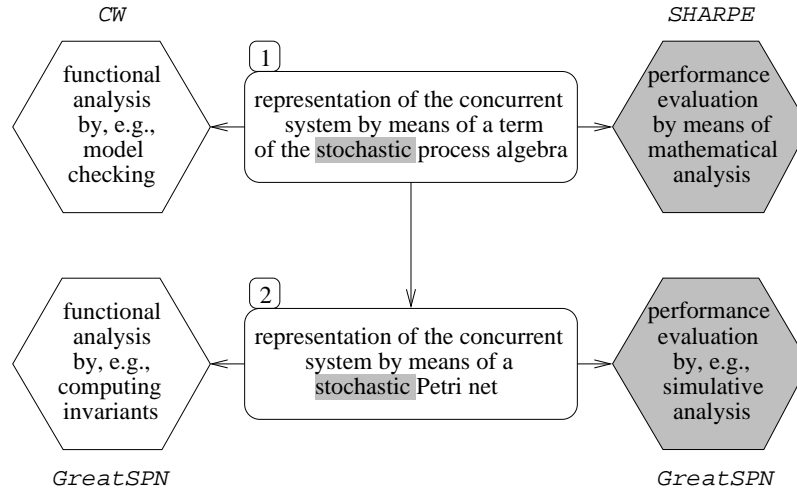 CW
SHARPE
functional
analysis
by, e.g.,
model
checking
1
representation of the concurrent
system by means of a term
of the stochastic process algebra
performance
evaluation
by means of
mathematical
analysis
functional
analysis
by, e.g.,
computing
invariants
2
representation of the concurrent
system by means of a
stochastic Petri net
performance
evaluation
by, e.g.,
simulative
analysis
GreatSPN
GreatSPN